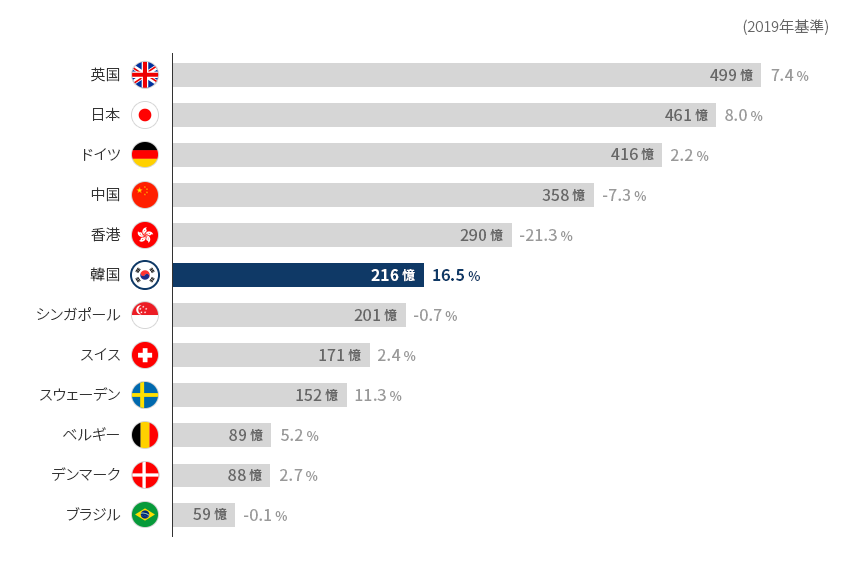 (2019年基準)
英国 499 億 7.4 %
日本 461 億 8.0 %
ドイツ 416 億 2.2 %
中国 358 億 -7.3 %
香港 290 億 -21.3 %
韓国 216 億 16.5 %
シンガポール 201 億 -0.7 %
スイス 171 億 2.4 %
スウェーデン 152 億 11.3 %
ベルギー 89 億 5.2 %
デンマーク 88 億 2.7 %
ブラジル 59 億 -0.1 %